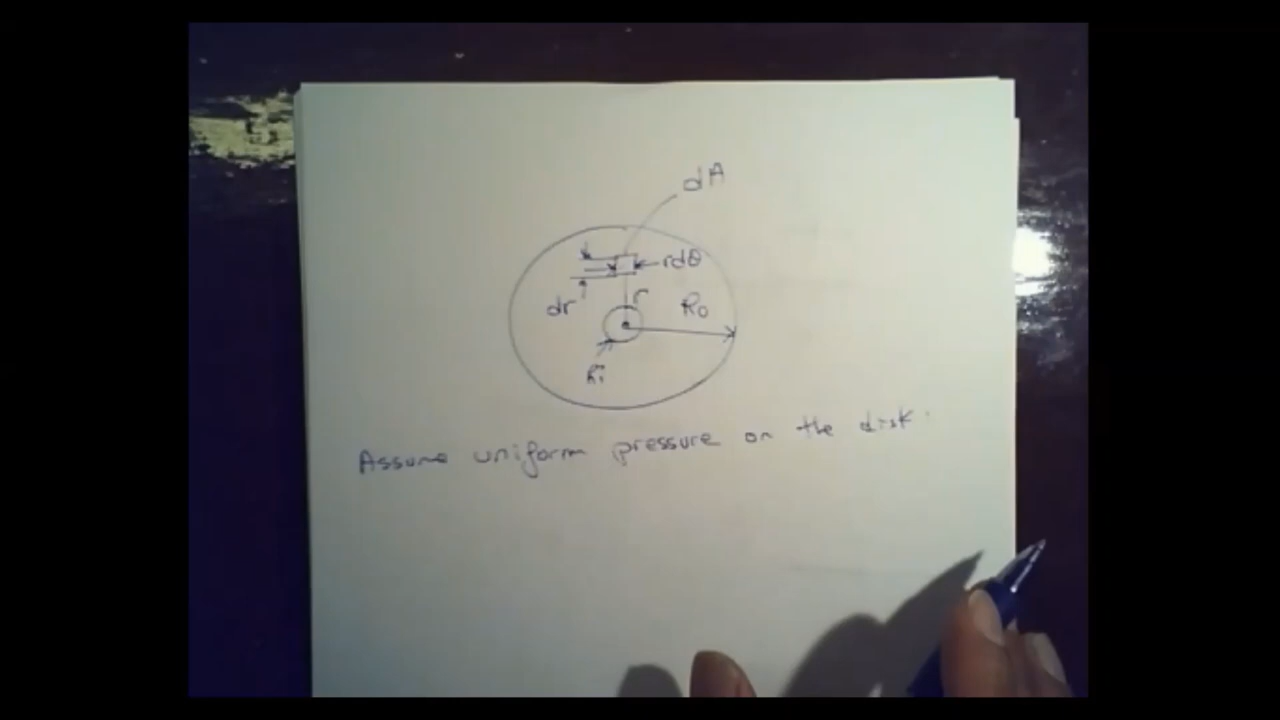 dA
rdθ
dr
r
Ro
Ri
Assume uniform pressure on the disk.